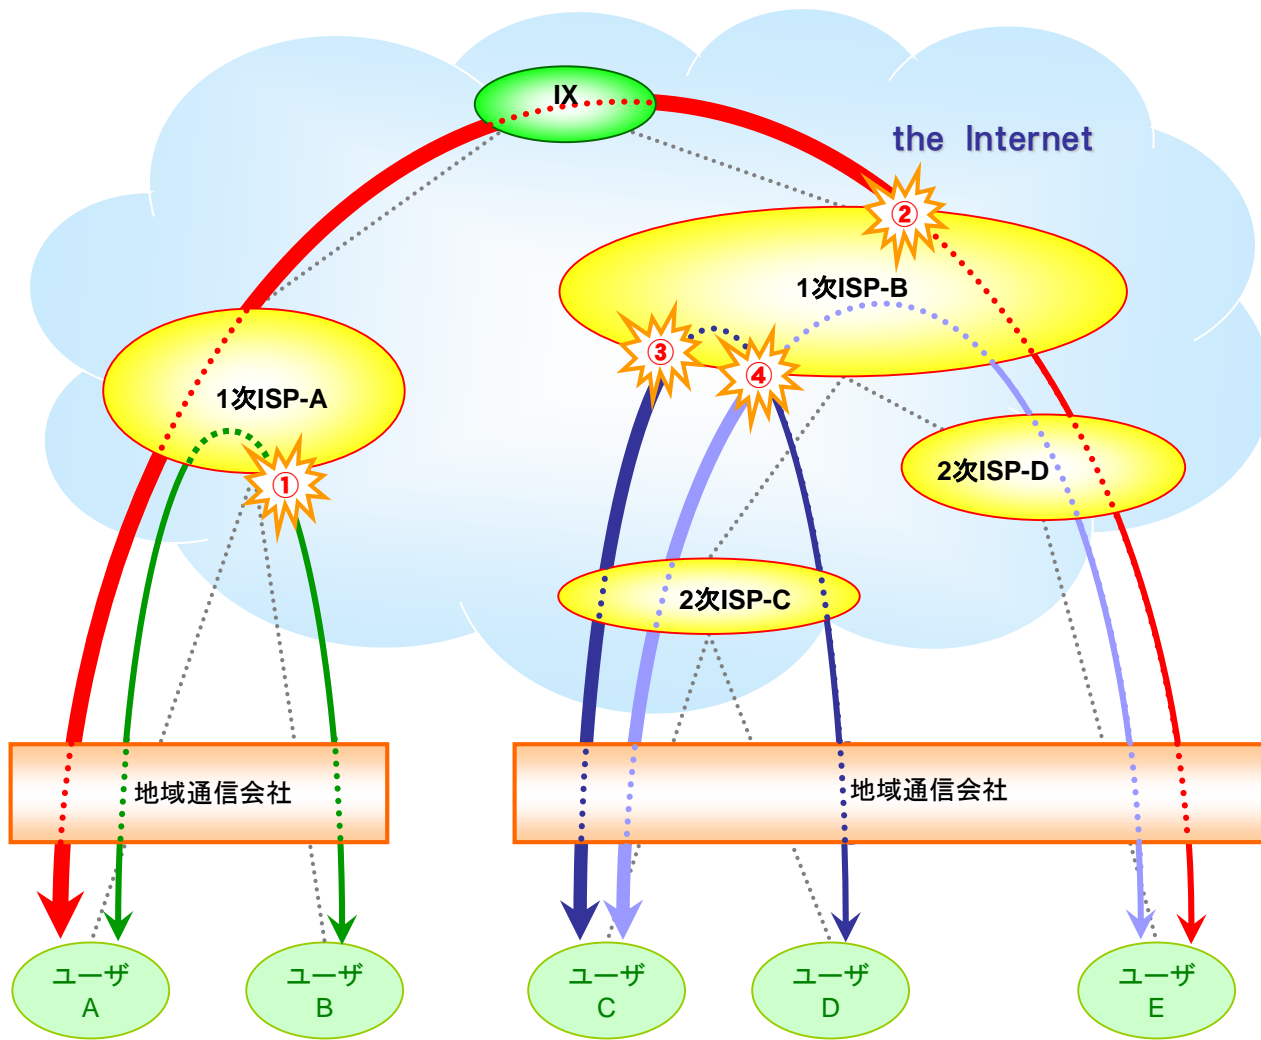 IX
the Internet
②
1次ISP-B
③
④
1次ISP-A
①
2次ISP-D
2次ISP-C
地域通信会社
地域通信会社
ユーザ
A
ユーザ
B
ユーザ
C
ユーザ
D
ユーザ
E